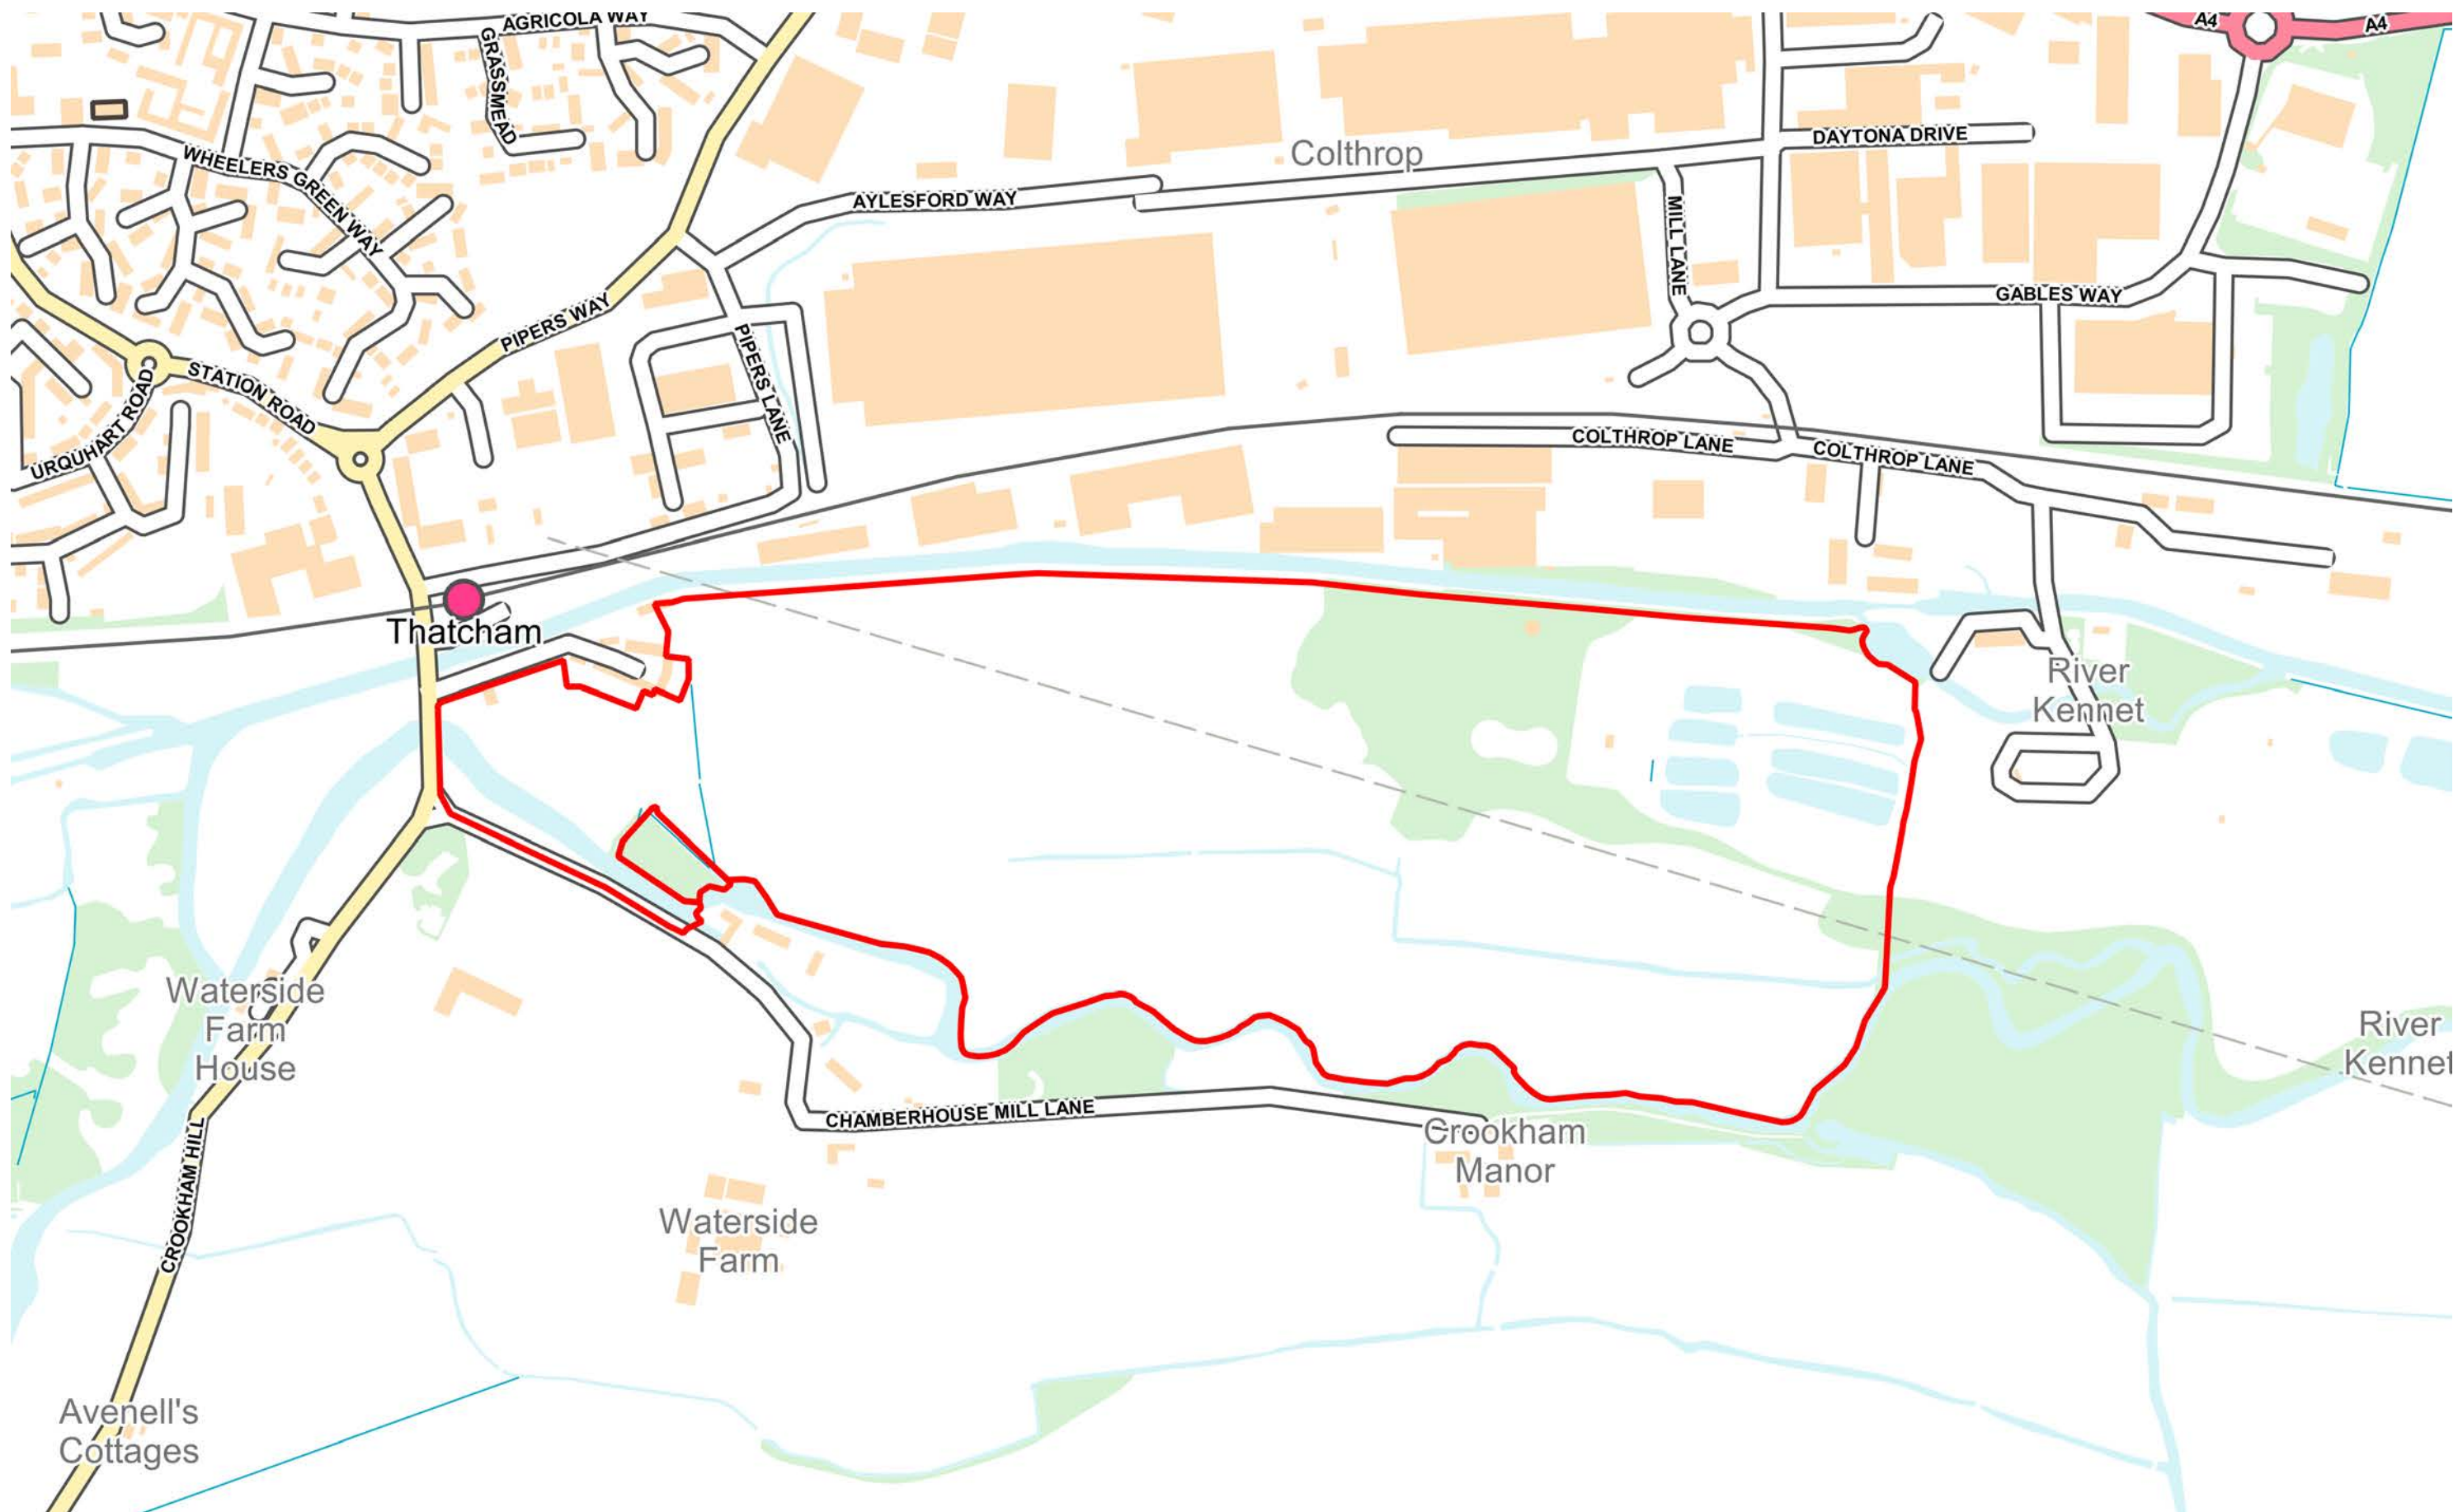 AGRICOLA WAY
A4
A4
GRASSMEAD
DAYTONA DRIVE
Colthrop
WHEELERS GREEN WAY
AYLESFORD WAY
MILL LANE
GABLES WAY
PIPERS WAY
PIPERS LANE
STATION ROAD
URQUHART ROAD
COLTHROP LANE
COLTHROP LANE
Thatcham
River
Kennet
Waterside
Farm
House
River
Kennet
CHAMBERHOUSE MILL LANE
Crookham
Manor
CROOKHAM HILL
Waterside
Farm
Avenell's
Cottages